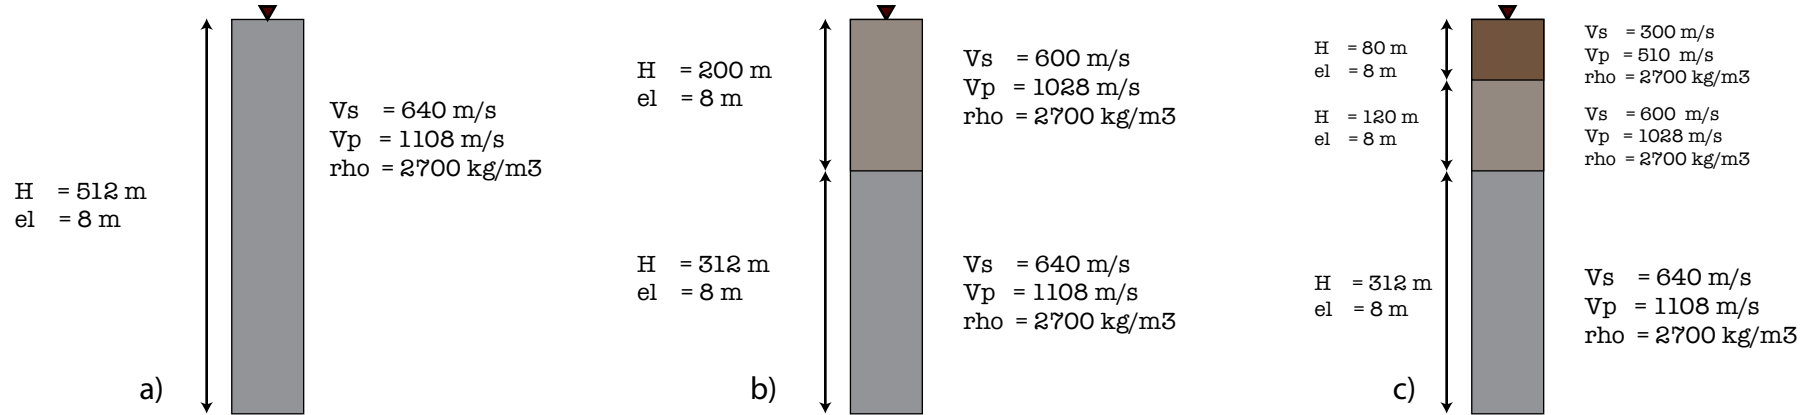 H = 512 m
el = 8 m
Vs = 640 m/s
Vp = 1108 m/s
rho = 2700 kg/m3
a)
H = 200 m
el = 8 m
Vs = 600 m/s
Vp = 1028 m/s
rho = 2700 kg/m3
H = 312 m
el = 8 m
Vs = 640 m/s
Vp = 1108 m/s
rho = 2700 kg/m3
b)
H = 80 m
el = 8 m
Vs = 300 m/s
Vp = 510 m/s
rho = 2700 kg/m3
H = 120 m
el = 8 m
Vs = 600 m/s
Vp = 1028 m/s
rho = 2700 kg/m3
H = 312 m
el = 8 m
Vs = 640 m/s
Vp = 1108 m/s
rho = 2700 kg/m3
c)